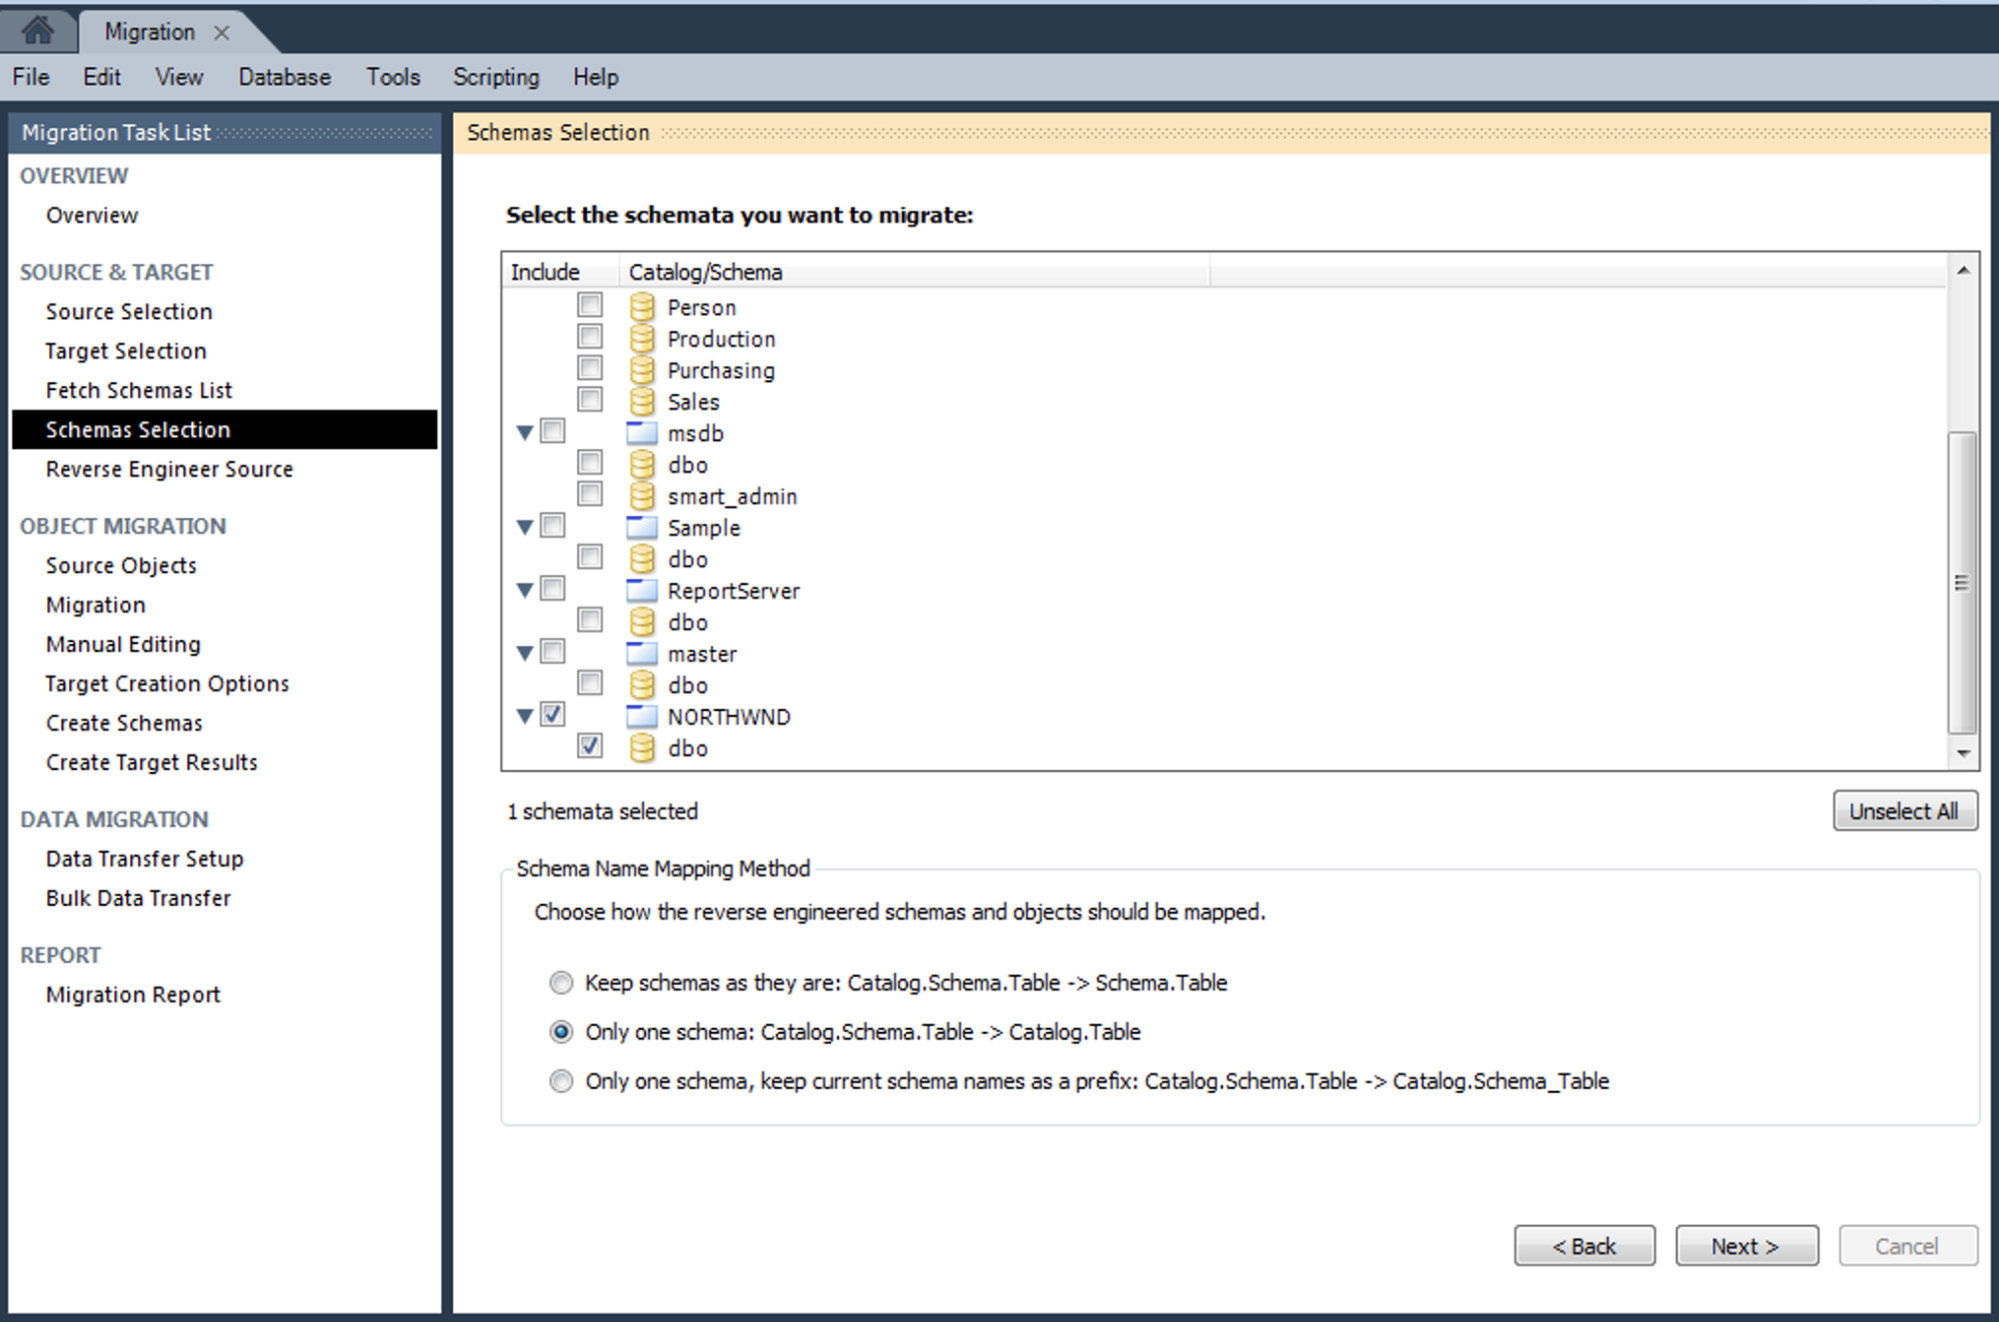 Migration
File Edit View Database Tools Scripting Help
Migration Task List
OVERVIEW
Overview
SOURCE & TARGET
Source Selection
Target Selection
Fetch Schemas List
Schemas Selection
Reverse Engineer Source
OBJECT MIGRATION
Source Objects
Migration
Manual Editing
Target Creation Options
Create Schemas
Create Target Results
DATA MIGRATION
Data Transfer Setup
Bulk Data Transfer
REPORT
Migration Report
Schemas Selection
Select the schemata you want to migrate:
Include Catalog/Schema
Person
Production
Purchasing
Sales
msdb
dbo
smart_admin
Sample
dbo
ReportServer
dbo
master
dbo
NORTHWND
dbo
1 schemata selected
Unselect All
Schema Name Mapping Method
Choose how the reverse engineered schemas and objects should be mapped.
Keep schemas as they are: Catalog.Schema.Table -> Schema.Table
Only one schema: Catalog.Schema.Table -> Catalog.Table
Only one schema, keep current schema names as a prefix: Catalog.Schema.Table -> Catalog.Schema_Table
< Back Next > Cancel